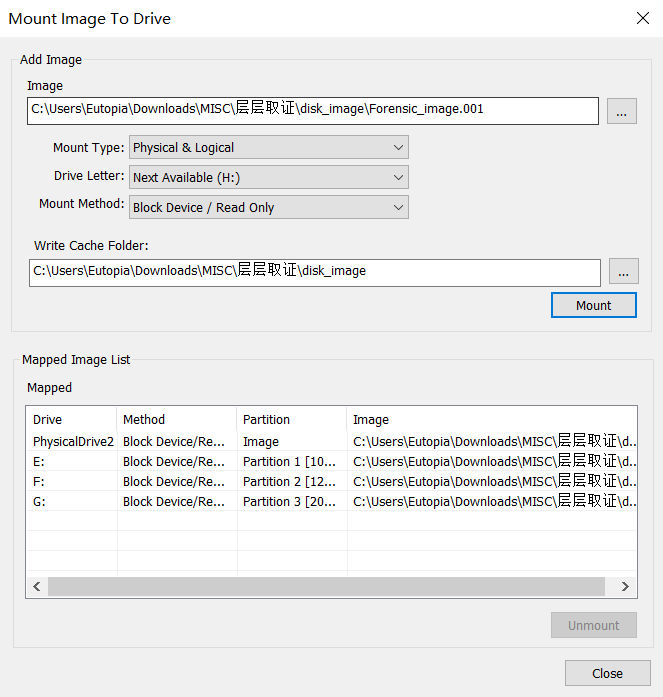 Mount Image To Drive
Add Image
Image
C:\Users\Eutopia\Downloads\MISC\层层取证\disk_image\Forensic_image.001
...
Mount Type: Physical & Logical
Drive Letter: Next Available (H:)
Mount Method: Block Device / Read Only
Write Cache Folder:
C:\Users\Eutopia\Downloads\MISC\层层取证\disk_image
...
Mount
Mapped Image List
Mapped
Drive Method Partition Image
PhysicalDrive2 Block Device/Re... Image C:\Users\Eutopia\Downloads\MISC\层层取证\d...
E: Block Device/Re... Partition 1 [10... C:\Users\Eutopia\Downloads\MISC\层层取证\d...
F: Block Device/Re... Partition 2 [12... C:\Users\Eutopia\Downloads\MISC\层层取证\d...
G: Block Device/Re... Partition 3 [20... C:\Users\Eutopia\Downloads\MISC\层层取证\d...
Unmount
Close